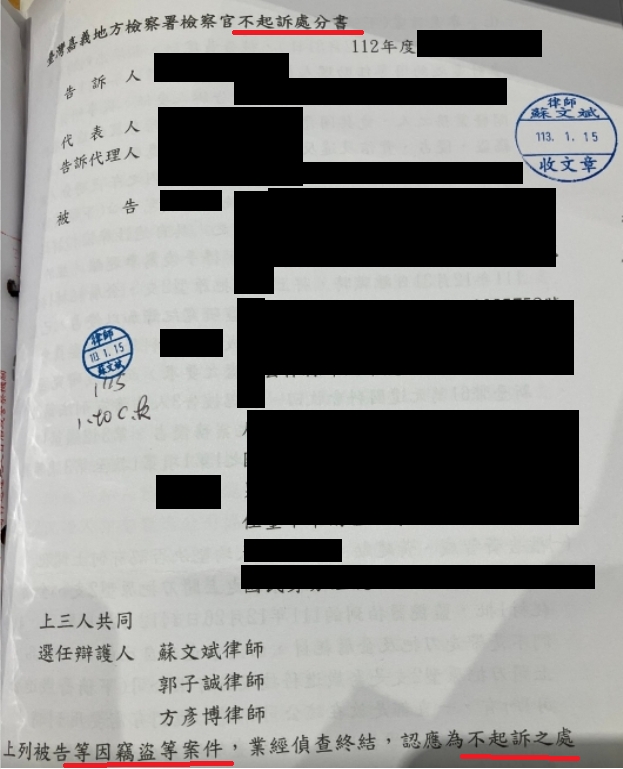 臺灣嘉義地方檢察署檢察官不起訴處分書
112年度
告訴人
代表人
告訴代理人
律師
蘇文斌
113. 1. 15
收文章
被告
律師
113 1. 15
蘇文斌
1/15
上三人共同
選任辯護人 蘇文斌律師
郭子誠律師
方彥博律師
上列被告等因竊盜等案件，業經偵查終結，認應為不起訴之處